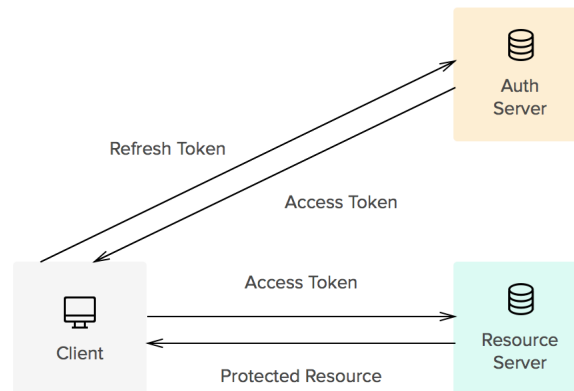 Auth
Server
Refresh Token
Access Token
Access Token
Client
Resource
Server
Protected Resource